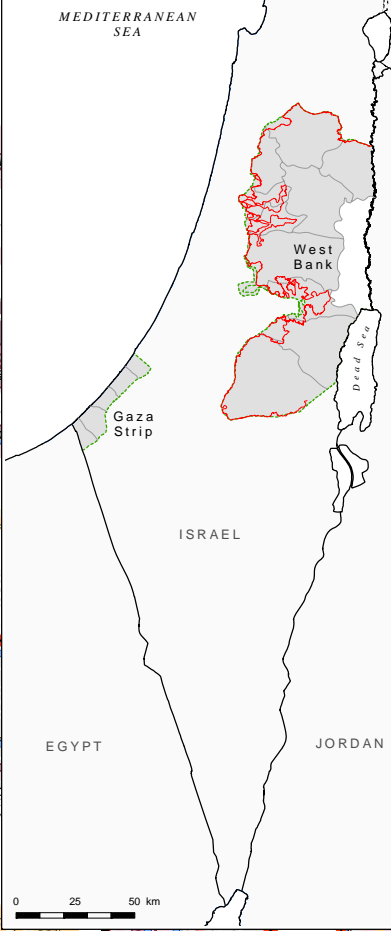 MEDITERRANEAN
SEA
West
Bank
Dead Sea
Gaza
Strip
ISRAEL
EGYPT
JORDAN
0 25 50 km